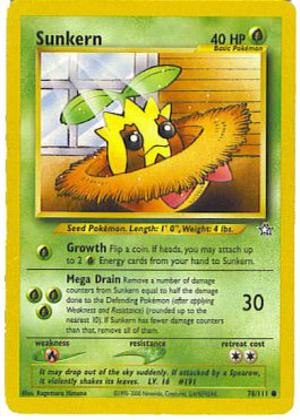 Sunkern
40 HP
Basic Pokémon
Seed Pokémon. Length: 1' 0", Weight: 4 lbs.
Growth Flip a coin. If heads, you may attach up
to 2 Energy cards from your hand to Sunkern.
Mega Drain Remove a number of damage
counters from Sunkern equal to half the damage
done to the Defending Pokémon (after applying
Weakness and Resistance) (rounded up to the
nearest 10). If Sunkern has fewer damage counters
than that, remove all of them.
30
weakness resistance retreat cost
It may drop out of the sky suddenly. If attacked by a Spearow,
it violently shakes its leaves. LV. 16 #191
Illus. Kagemaru Himeno
78/111